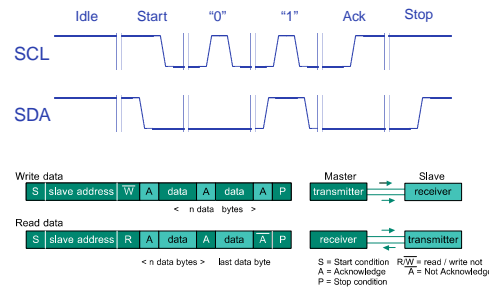 Idle Start “0” “1” Ack Stop
SCL
SDA
Write data
S slave address W̅ A data A data A P
< n data bytes >
Master Slave
transmitter receiver
Read data
S slave address R A data A data A̅ P
< n data bytes > last data byte
receiver transmitter
S = Start condition R/W̅ = read / write not
A = Acknowledge A̅ = Not Acknowledge
P = Stop condition